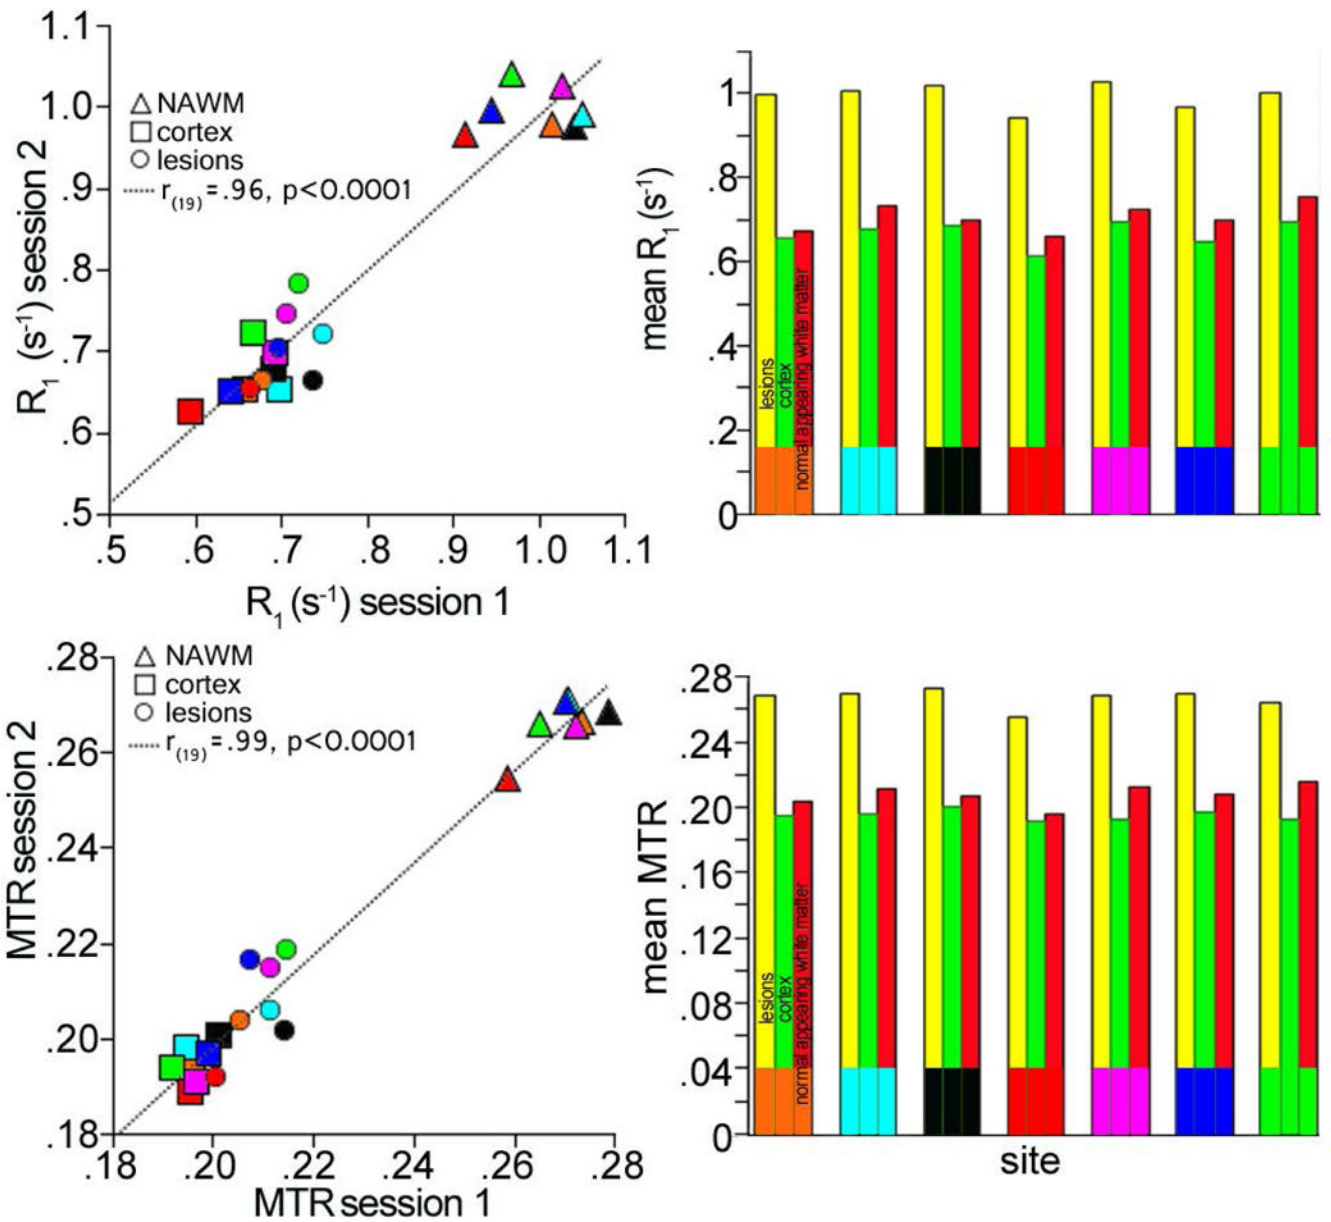 1.1
1.0
.9
.8
.7
.6
.5
R1 (s-1) session 2
NAWM
cortex
lesions
r(19)=.96, p<0.0001
.5 .6 .7 .8 .9 1.0 1.1
R1 (s-1) session 1
1
.8
.6
.4
.2
0
mean R1 (s-1)
lesions
cortex
normal appearing white matter
.28
.26
.24
.22
.20
.18
MTR session 2
NAWM
cortex
lesions
r(19)=.99, p<0.0001
.18 .20 .22 .24 .26 .28
MTR session 1
.28
.24
.20
.16
.12
.08
.04
0
mean MTR
lesions
cortex
normal appearing white matter
site